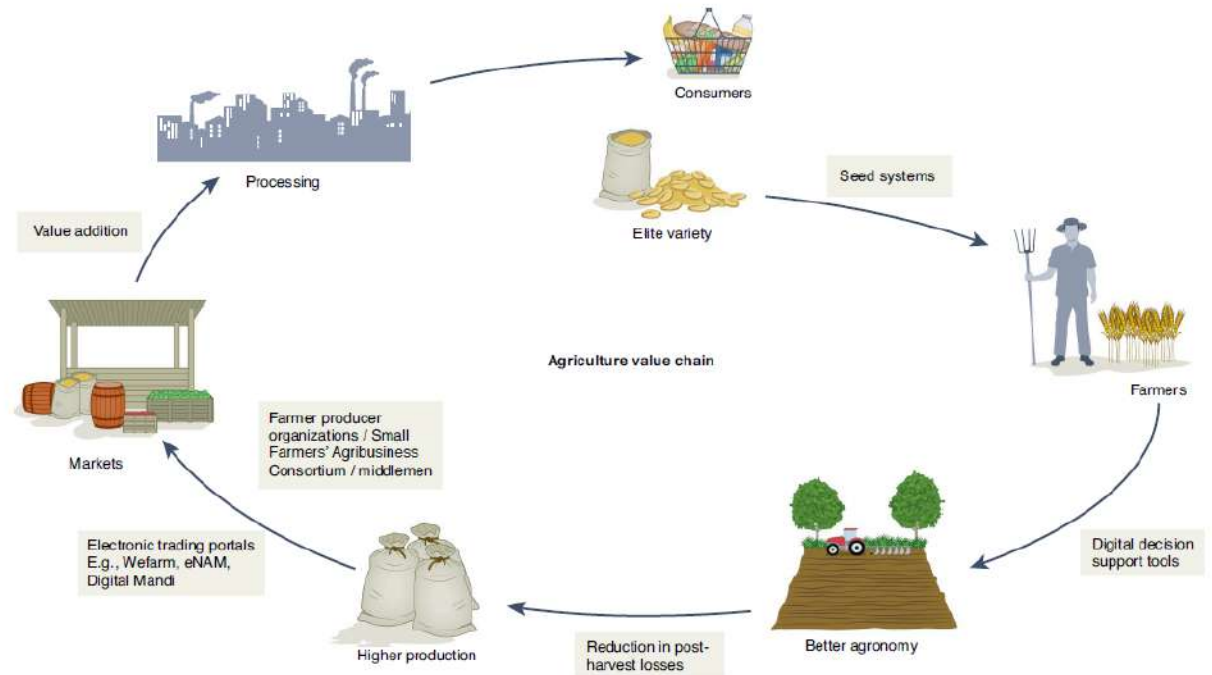 Consumers
Elite variety
Seed systems
Farmers
Digital decision
support tools
Better agronomy
Reduction in post-
harvest losses
Higher production
Farmer producer
organizations / Small
Farmers' Agribusiness
Consortium / middlemen
Electronic trading portals
E.g., Wefarm, eNAM,
Digital Mandi
Markets
Value addition
Processing
Agriculture value chain